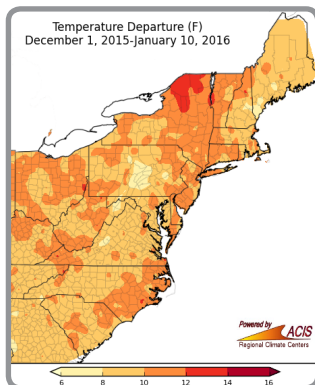 Temperature Departure (F)
December 1, 2015-January 10, 2016
Powered by
ACIS
Regional Climate Centers
6 8 10 12 14 16